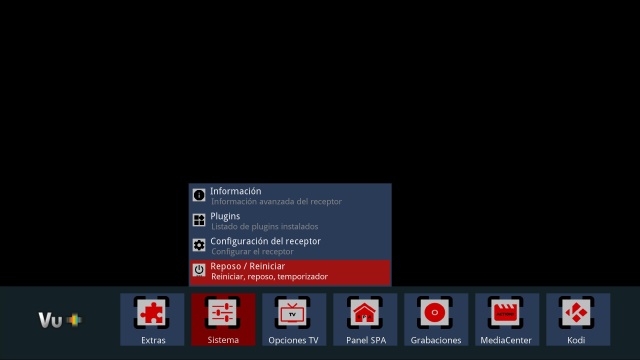 Información
Información avanzada del receptor
Plugins
Listado de plugins instalados
Configuración del receptor
Configurar el receptor
Reposo / Reiniciar
Reiniciar, reposo, temporizador
Vu+
TV
Extras
Sistema
Opciones TV
Panel SPA
Grabaciones
MediaCenter
Kodi